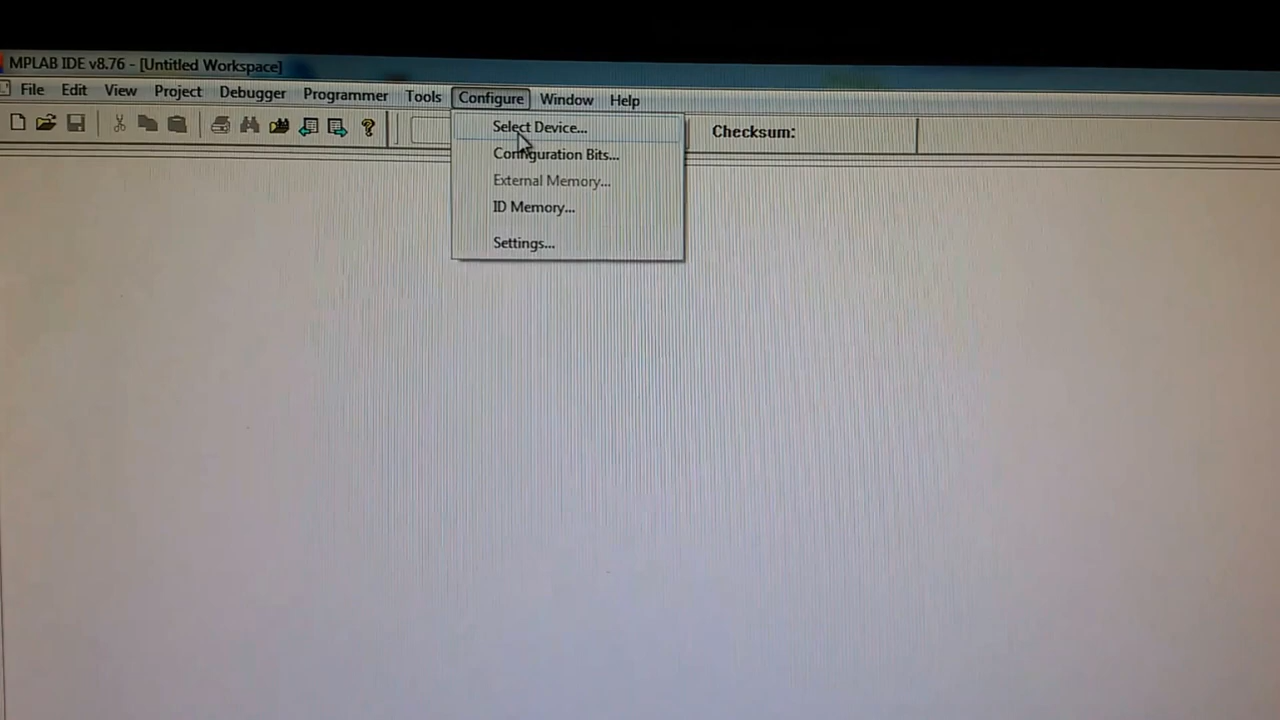 MPLAB IDE v8.76 - [Untitled Workspace]
File Edit View Project Debugger Programmer Tools Configure Window Help
Checksum:
Select Device...
Configuration Bits...
External Memory...
ID Memory...
Settings...